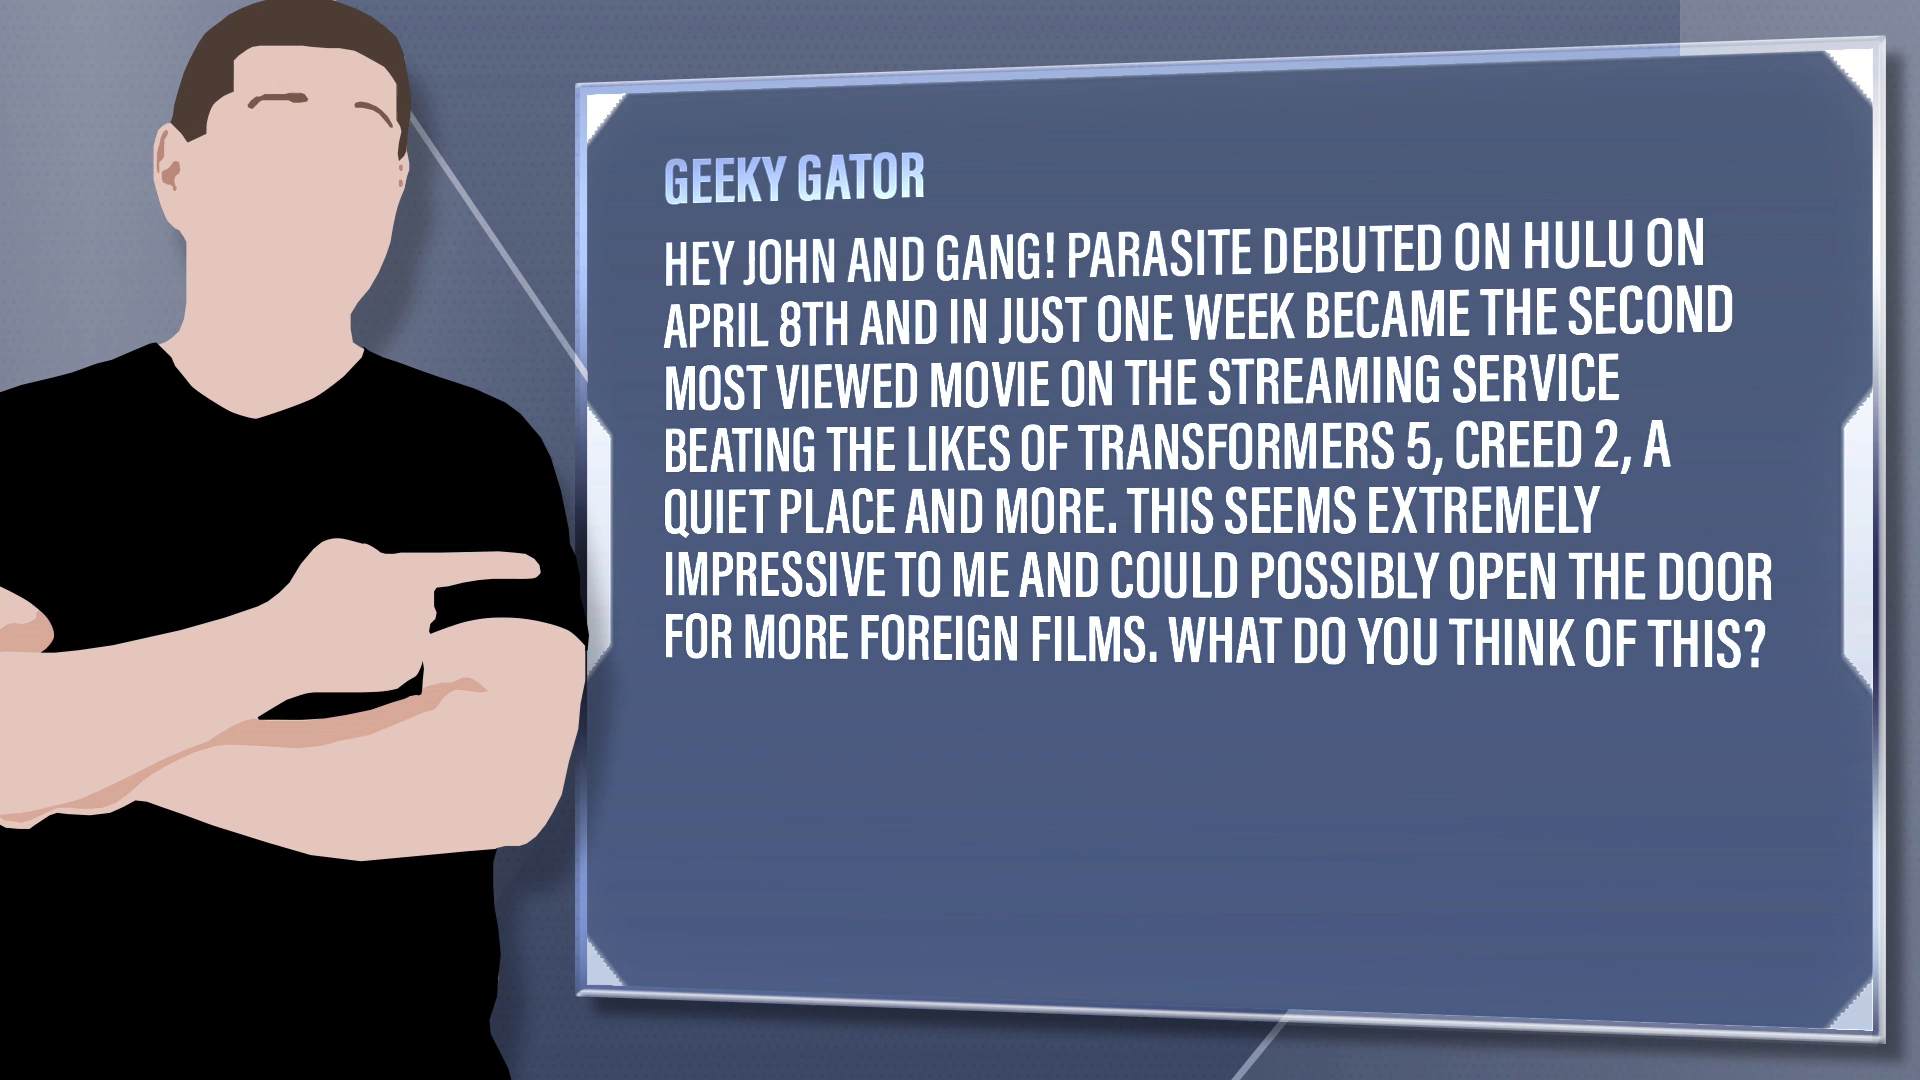 GEEKY GATOR
HEY JOHN AND GANG! PARASITE DEBUTED ON HULU ON
APRIL 8TH AND IN JUST ONE WEEK BECAME THE SECOND
MOST VIEWED MOVIE ON THE STREAMING SERVICE
BEATING THE LIKES OF TRANSFORMERS 5, CREED 2, A
QUIET PLACE AND MORE. THIS SEEMS EXTREMELY
IMPRESSIVE TO ME AND COULD POSSIBLY OPEN THE DOOR
FOR MORE FOREIGN FILMS. WHAT DO YOU THINK OF THIS?